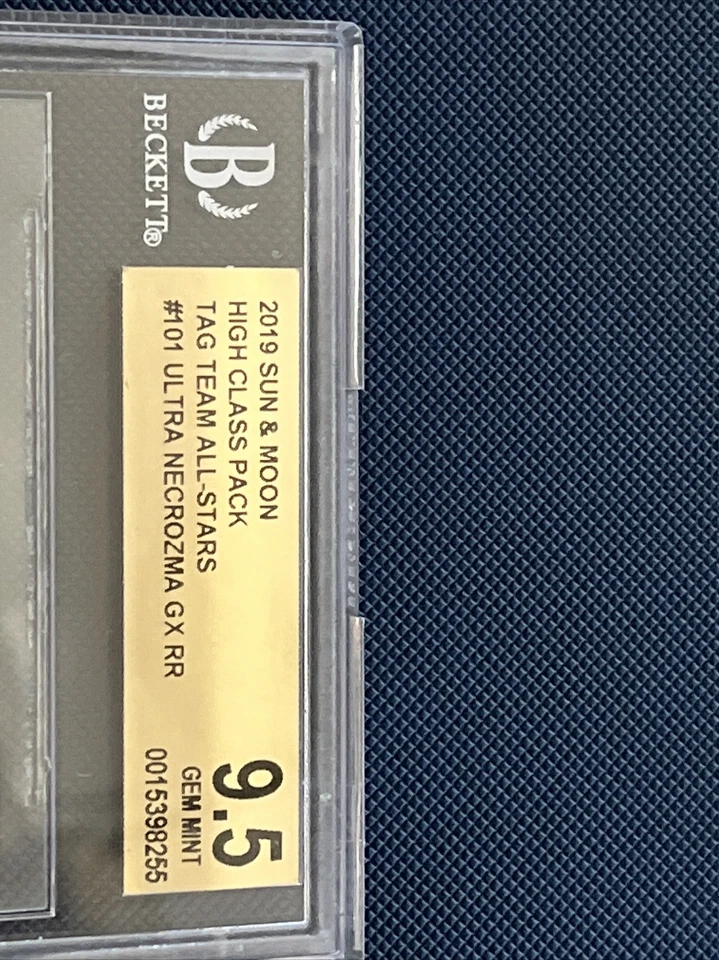 B
BECKETT®
2019 SUN & MOON
HIGH CLASS PACK
TAG TEAM ALL-STARS
#101 ULTRA NECROZMA GX RR
9.5
GEM MINT
0015398255